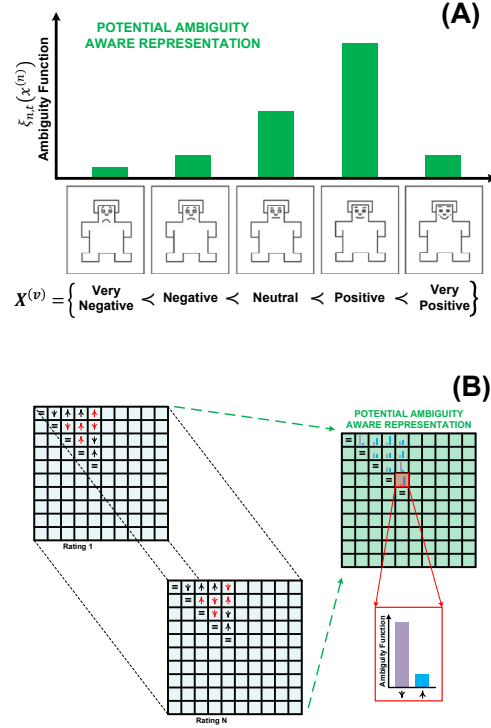 (A)
POTENTIAL AMBIGUITY
AWARE REPRESENTATION
ξn,t(x(n))
Ambiguity Function
X(v) = { Very Negative ≺ Negative ≺ Neutral ≺ Positive ≺ Very Positive }
(B)
POTENTIAL AMBIGUITY
AWARE REPRESENTATION
= ≻ ≺ ≺ ≺
= ≻ ≺ ≻
= ≺ ≻
= ≺
=
Rating 1
= ≻ ≺ ≺ ≻
= ≺ ≻ ≺
= ≻ ≺
= ≺
=
Rating N
=
=
=
=
=
Ambiguity Function
≻ ≺